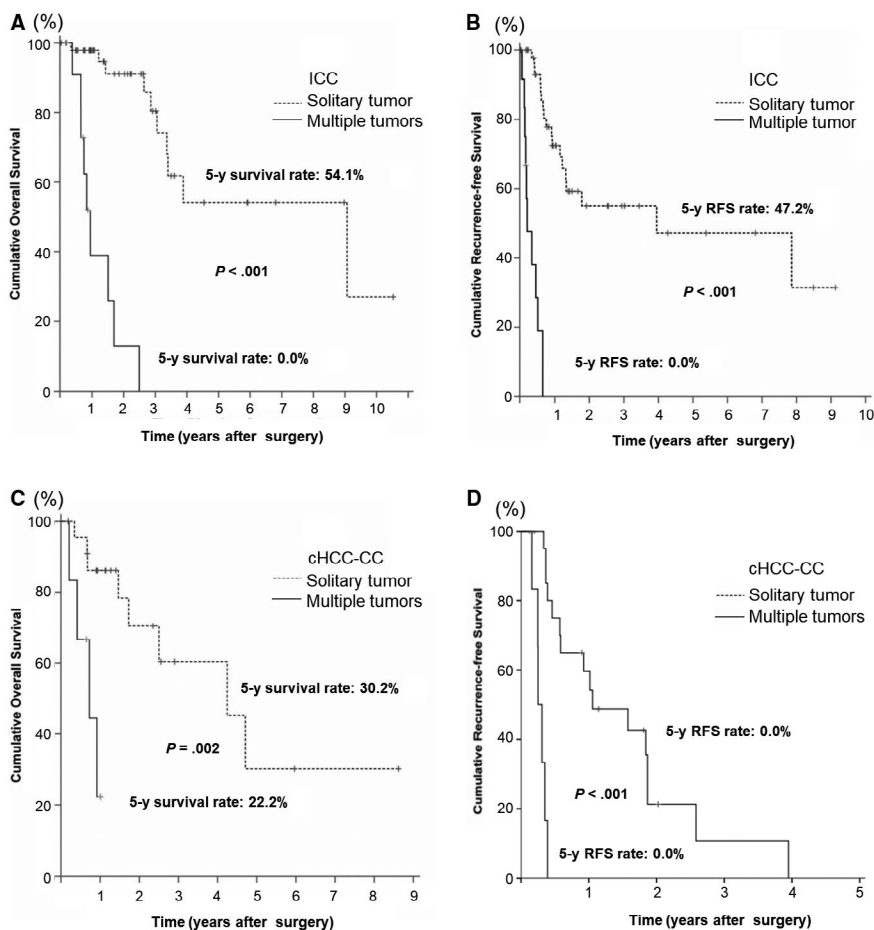 A (%)
100
80
60
40
20
0
Cumulative Overall Survival
ICC
Solitary tumor
Multiple tumors
5-y survival rate: 54.1%
P < .001
5-y survival rate: 0.0%
1 2 3 4 5 6 7 8 9 10
Time (years after surgery)
B (%)
100
80
60
40
20
0
Cumulative Recurrence-free Survival
ICC
Solitary tumor
Multiple tumor
5-y RFS rate: 47.2%
P < .001
5-y RFS rate: 0.0%
1 2 3 4 5 6 7 8 9 10
Time (years after surgery)
C (%)
100
80
60
40
20
0
Cumulative Overall Survival
cHCC-CC
Solitary tumor
Multiple tumors
5-y survival rate: 30.2%
P = .002
5-y survival rate: 22.2%
1 2 3 4 5 6 7 8 9
Time (years after surgery)
D
(%)
100
80
60
40
20
0
Cumulative Recurrence-free Survival
cHCC-CC
Solitary tumor
Multiple tumors
5-y RFS rate: 0.0%
P < .001
5-y RFS rate: 0.0%
1 2 3 4 5
Time (years after surgery)